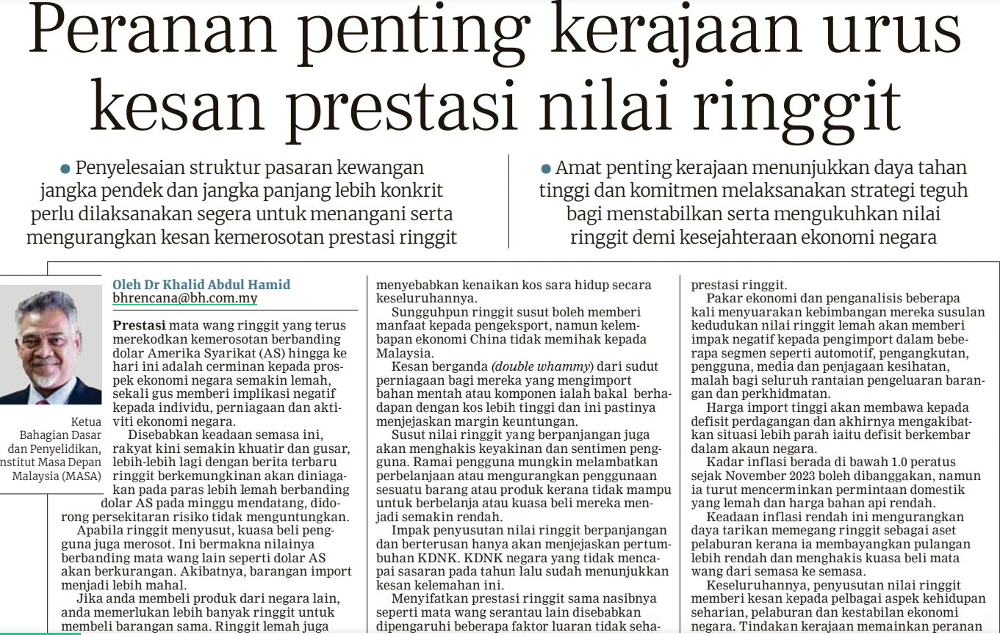 Peranan penting kerajaan urus
kesan prestasi nilai ringgit
● Penyelesaian struktur pasaran kewangan
jangka pendek dan jangka panjang lebih konkrit
perlu dilaksanakan segera untuk menangani serta
mengurangkan kesan kemerosotan prestasi ringgit
● Amat penting kerajaan menunjukkan daya tahan
tinggi dan komitmen melaksanakan strategi teguh
bagi menstabilkan serta mengukuhkan nilai
ringgit demi kesejahteraan ekonomi negara
Ketua
Bahagian Dasar
dan Penyelidikan,
nstitut Masa Depan
Malaysia (MASA)
Oleh Dr Khalid Abdul Hamid
bhrencana@bh.com.my
Prestasi mata wang ringgit yang terus
merekodkan kemerosotan berbanding
dolar Amerika Syarikat (AS) hingga ke
hari ini adalah cerminan kepada pros-
pek ekonomi negara semakin lemah,
sekali gus memberi implikasi negatif
kepada individu, perniagaan dan akti-
viti ekonomi negara.
Disebabkan keadaan semasa ini,
rakyat kini semakin khuatir dan gusar,
lebih-lebih lagi dengan berita terbaru
ringgit berkemungkinan akan diniaga-
kan pada paras lebih lemah berbanding
dolar AS pada minggu mendatang, dido-
rong persekitaran risiko tidak menguntungkan.
Apabila ringgit menyusut, kuasa beli peng-
guna juga merosot. Ini bermakna nilainya
berbanding mata wang lain seperti dolar AS
akan berkurangan. Akibatnya, barangan import
menjadi lebih mahal.
Jika anda membeli produk dari negara lain,
anda memerlukan lebih banyak ringgit untuk
membeli barangan sama. Ringgit lemah juga
menyebabkan kenaikan kos sara hidup secara
keseluruhannya.
Sungguhpun ringgit susut boleh memberi
manfaat kepada pengeksport, namun kelem-
bapan ekonomi China tidak memihak kepada
Malaysia.
Kesan berganda (double whammy) dari sudut
perniagaan bagi mereka yang mengimport
bahan mentah atau komponen ialah bakal berha-
dapan dengan kos lebih tinggi dan ini pastinya
menjejaskan margin keuntungan.
Susut nilai ringgit yang berpanjangan juga
akan menghakis keyakinan dan sentimen peng-
guna. Ramai pengguna mungkin melambatkan
perbelanjaan atau mengurangkan penggunaan
sesuatu barang atau produk kerana tidak mampu
untuk berbelanja atau kuasa beli mereka men-
jadi semakin rendah.
Impak penyusutan nilai ringgit berpanjangan
dan berterusan hanya akan menjejaskan pertum-
buhan KDNK. KDNK negara yang tidak menca-
pai sasaran pada tahun lalu sudah menunjukkan
kesan kelemahan ini.
Menyifatkan prestasi ringgit sama nasibnya
seperti mata wang serantau lain disebabkan
dipengaruhi beberapa faktor luaran tidak seha-
prestasi ringgit.
Pakar ekonomi dan penganalisis beberapa
kali menyuarakan kebimbangan mereka susulan
kedudukan nilai ringgit lemah akan memberi
impak negatif kepada pengimport dalam bebe-
rapa segmen seperti automotif, pengangkutan,
pengguna, media dan penjagaan kesihatan,
malah bagi seluruh rantaian pengeluaran baran-
gan dan perkhidmatan.
Harga import tinggi akan membawa kepada
defisit perdagangan dan akhirnya mengakibat-
kan situasi lebih parah iaitu defisit berkembar
dalam akaun negara.
Kadar inflasi berada di bawah 1.0 peratus
sejak November 2023 boleh dibanggakan, namun
ia turut mencerminkan permintaan domestik
yang lemah dan harga bahan api rendah.
Keadaan inflasi rendah ini mengurangkan
daya tarikan memegang ringgit sebagai aset
pelaburan kerana ia membayangkan pulangan
lebih rendah dan menghakis kuasa beli mata
wang dari semasa ke semasa.
Keseluruhannya, penyusutan nilai ringgit
memberi kesan kepada pelbagai aspek kehidupan
seharian, pelaburan dan kestabilan ekonomi
negara. Tindakan kerajaan memainkan peranan